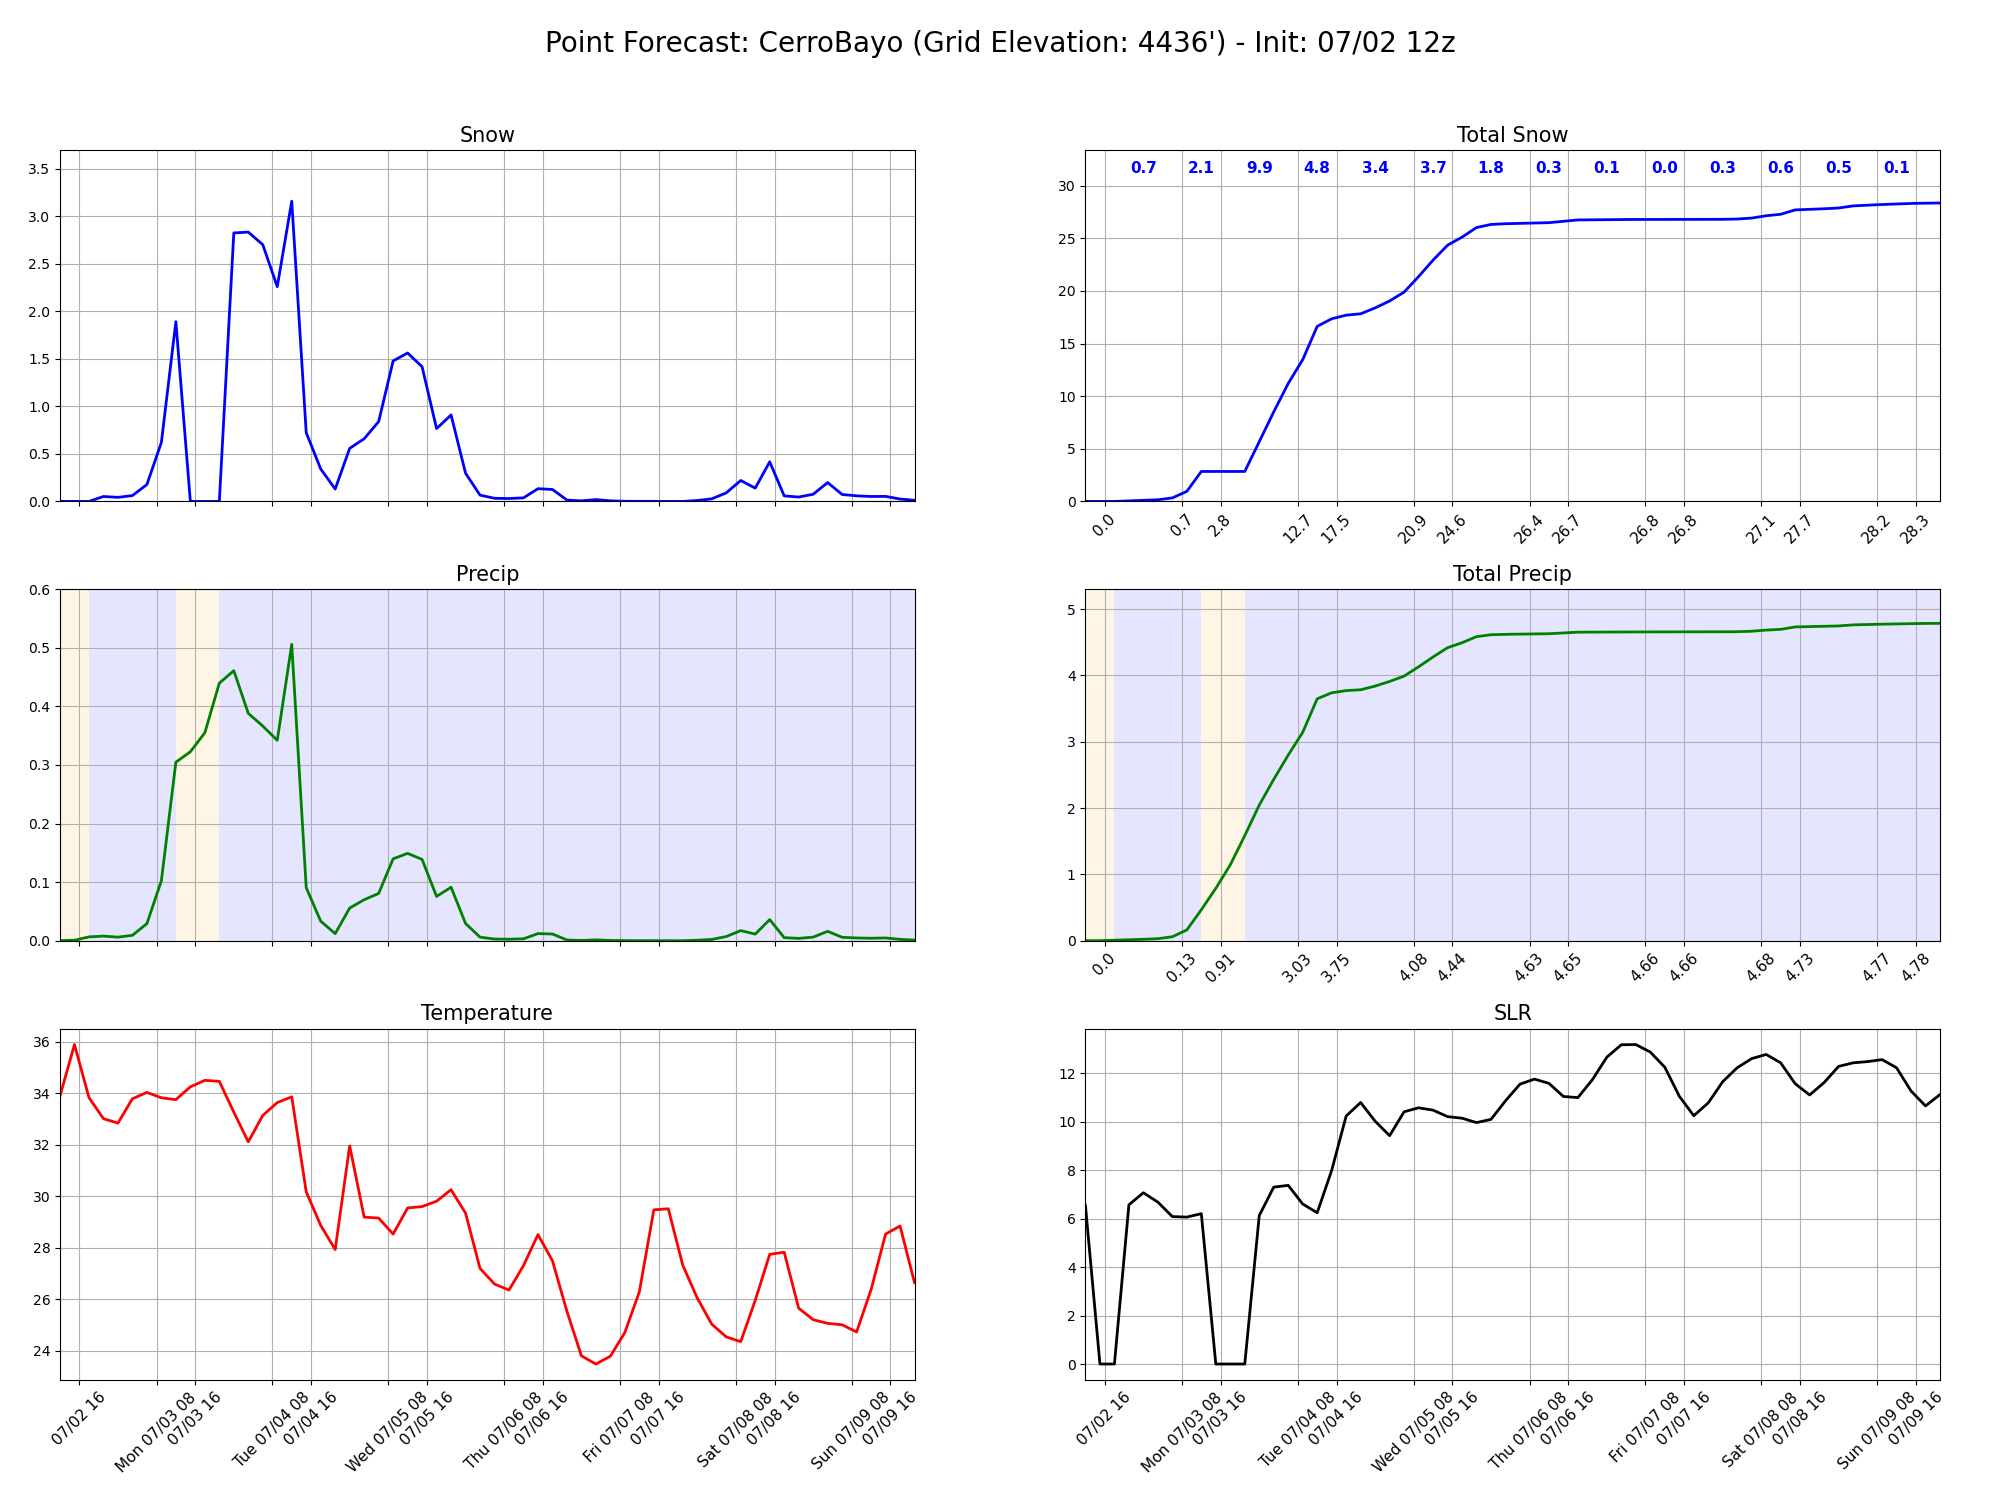 Point Forecast: CerroBayo (Grid Elevation: 4436') - Init: 07/02 12z
Snow
3.5
3.0
2.5
2.0
1.5
1.0
0.5
0.0
Total Snow
0.7 2.1 9.9 4.8 3.4 3.7 1.8 0.3 0.1 0.0 0.3 0.6 0.5 0.1
30
25
20
15
10
5
0
0.0 0.7 2.8 12.7 17.5 20.9 24.6 26.4 26.7 26.8 26.8 27.1 27.7 28.2 28.3
Precip
0.6
0.5
0.4
0.3
0.2
0.1
0.0
Total Precip
5
4
3
2
1
0
0.0 0.13 0.91 3.03 3.75 4.08 4.44 4.63 4.65 4.66 4.66 4.68 4.73 4.77 4.78
Temperature
36
34
32
30
28
26
24
07/02 16
Mon 07/03 08
07/03 16
Tue 07/04 08
07/04 16
Wed 07/05 08
07/05 16
Thu 07/06 08
07/06 16
Fri 07/07 08
07/07 16
Sat 07/08 08
07/08 16
Sun 07/09 08
07/09 16
SLR
12
10
8
6
4
2
0
07/02 16
Mon 07/03 08
07/03 16
Tue 07/04 08
07/04 16
Wed 07/05 08
07/05 16
Thu 07/06 08
07/06 16
Fri 07/07 08
07/07 16
Sat 07/08 08
07/08 16
Sun 07/09 08
07/09 16